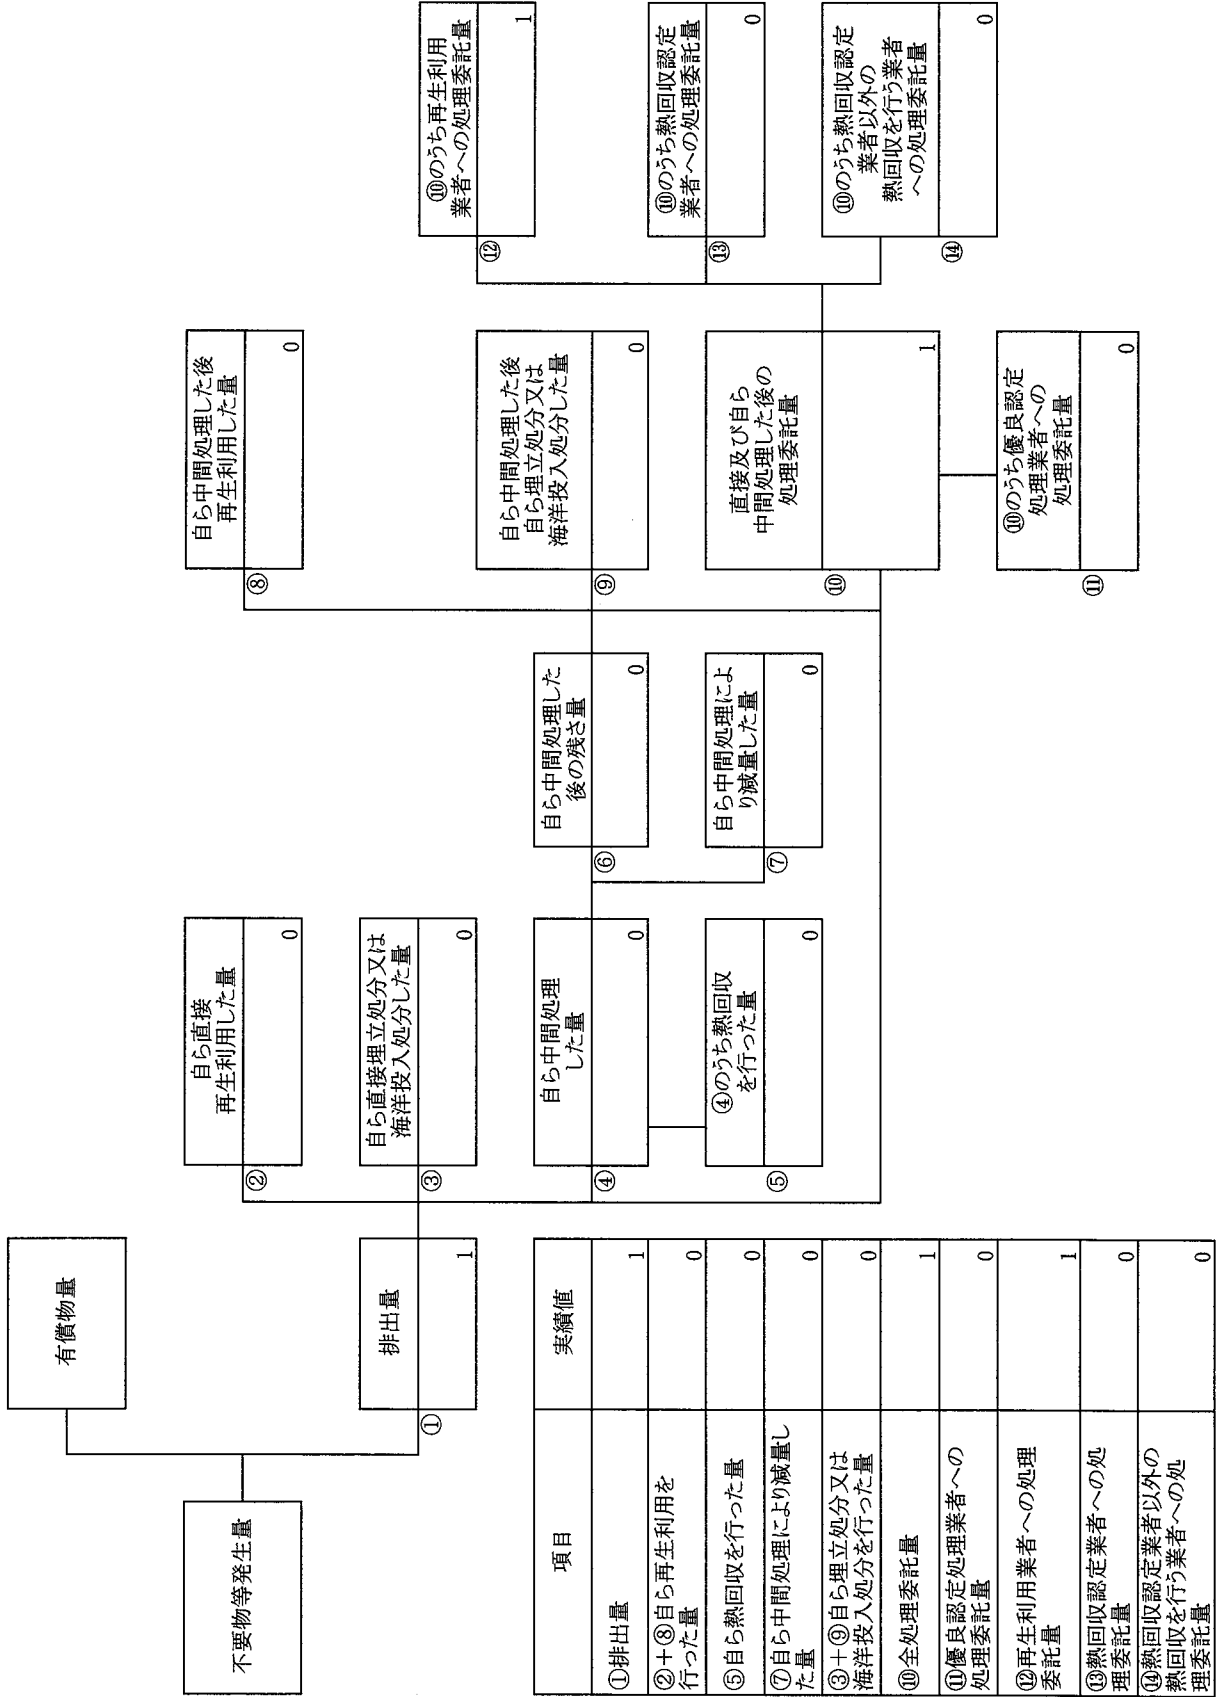 不要物等発生量
有償物量
排出量
①
1
自ら直接
再生利用した量
②
0
自ら直接埋立処分又は
海洋投入処分した量
③
0
自ら中間処理
した量
④
0
④のうち熱回収
を行った量
⑤
0
自ら中間処理した
後の残さ量
⑥
0
自ら中間処理によ
り減量した量
⑦
0
自ら中間処理した後
再生利用した量
⑧
0
自ら中間処理した後
自ら埋立処分又は
海洋投入処分した量
⑨
0
直接及び自ら
中間処理した後の
処理委託量
⑩
1
⑩のうち優良認定
処理業者への
処理委託量
⑪
0
⑩のうち再生利用
業者への処理委託量
⑫
1
⑩のうち熱回収認定
業者への処理委託量
⑬
0
⑩のうち熱回収認定
業者以外の
熱回収を行う業者
への処理委託量
⑭
0
項目 実績値
①排出量 1
②+⑧自ら再生利用を
行った量 0
⑤自ら熱回収を行った量 0
⑦自ら中間処理により減量し
た量 0
③+⑨自ら埋立処分又は
海洋投入処分を行った量 0
⑩全処理委託量 1
⑪優良認定処理業者への
処理委託量 0
⑫再生利用業者への処理
委託量 1
⑬熱回収認定業者への処
理委託量 0
⑭熱回収認定業者以外の
熱回収を行う業者への処
理委託量 0